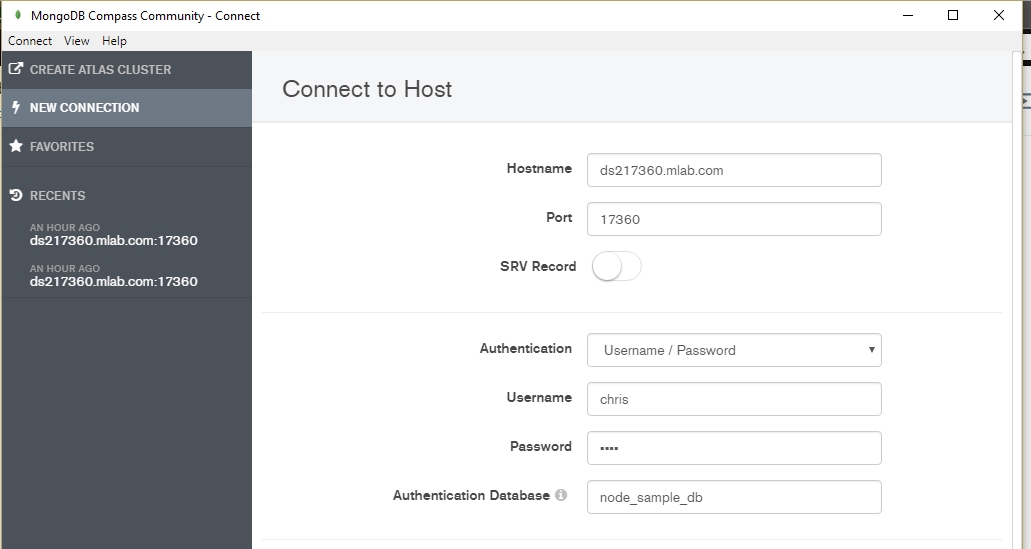 MongoDB Compass Community - Connect
Connect View Help
CREATE ATLAS CLUSTER
NEW CONNECTION
FAVORITES
RECENTS
AN HOUR AGO
ds217360.mlab.com:17360
AN HOUR AGO
ds217360.mlab.com:17360
Connect to Host
Hostname ds217360.mlab.com
Port 17360
SRV Record
Authentication Username / Password
Username chris
Password ••••
Authentication Database node_sample_db